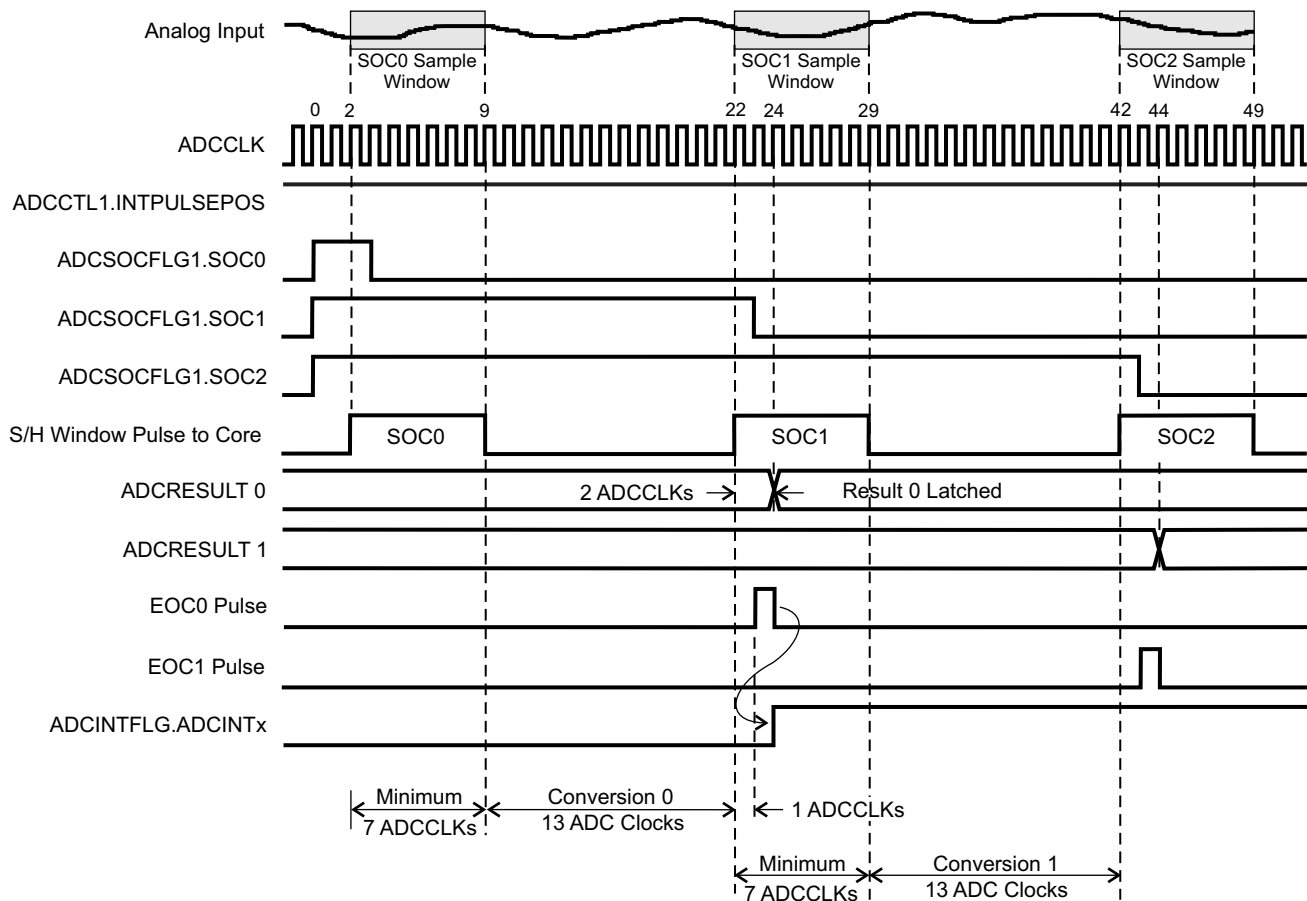 Analog Input
SOC0 Sample
Window
SOC1 Sample
Window
SOC2 Sample
Window
0 2 9 22 24 29 42 44 49
ADCCLK
ADCCTL1.INTPULSEPOS
ADCSOCFLG1.SOC0
ADCSOCFLG1.SOC1
ADCSOCFLG1.SOC2
S/H Window Pulse to Core SOC0 SOC1 SOC2
ADCRESULT 0 2 ADCCLKs Result 0 Latched
ADCRESULT 1
EOC0 Pulse
EOC1 Pulse
ADCINTFLG.ADCINTx
Minimum
7 ADCCLKs
Conversion 0
13 ADC Clocks
1 ADCCLKs
Minimum
7 ADCCLKs
Conversion 1
13 ADC Clocks